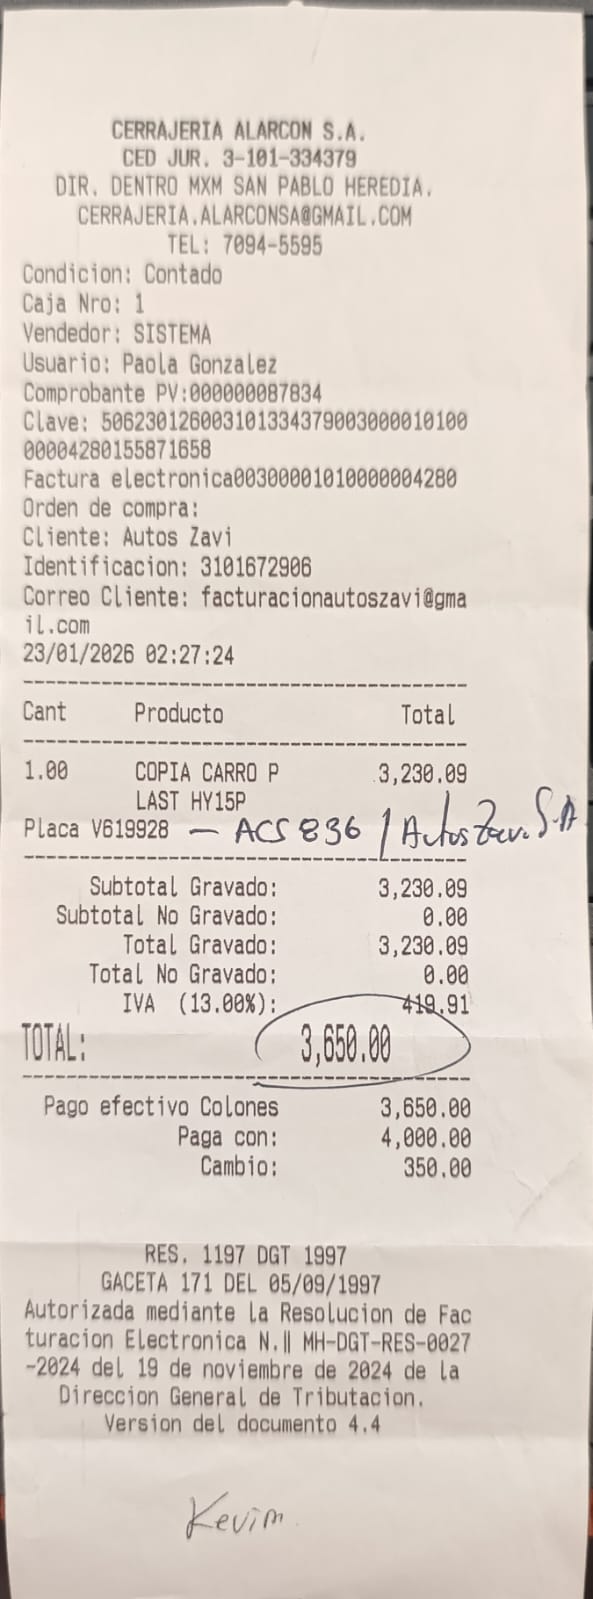 CERRAJERIA ALARCON S.A.
CED JUR. 3-101-334379
DIR. DENTRO MXM SAN PABLO HEREDIA.
CERRAJERIA.ALARCONSA@GMAIL.COM
TEL: 7094-5595
Condicion: Contado
Caja Nro: 1
Vendedor: SISTEMA
Usuario: Paola Gonzalez
Comprobante PV:000000087834
Clave: 50623012600310133437900300001010​0
00004280155871658
Factura electronica00300001010000004280
Orden de compra:
Cliente: Autos Zavi
Identificacion: 3101672906
Correo Cliente: facturacionautoszavi@gma
il.com
23/01/2026 02:27:24
Cant Producto Total
1.00 COPIA CARRO P 3,230.09
LAST HY15P
Placa V619928 — ACS 836 / Autos Zavi S.A
Subtotal Gravado: 3,230.09
Subtotal No Gravado: 0.00
Total Gravado: 3,230.09
Total No Gravado: 0.00
IVA (13.00%): 419.91
TOTAL: 3,650.00
Pago efectivo Colones 3,650.00
Paga con: 4,000.00
Cambio: 350.00
RES. 1197 DGT 1997
GACETA 171 DEL 05/09/1997
Autorizada mediante la Resolucion de Fac
turacion Electronica N.‖ MH-DGT-RES-0027
-2024 del 19 de noviembre de 2024 de la
Direccion General de Tributacion.
Version del documento 4.4
Kevin